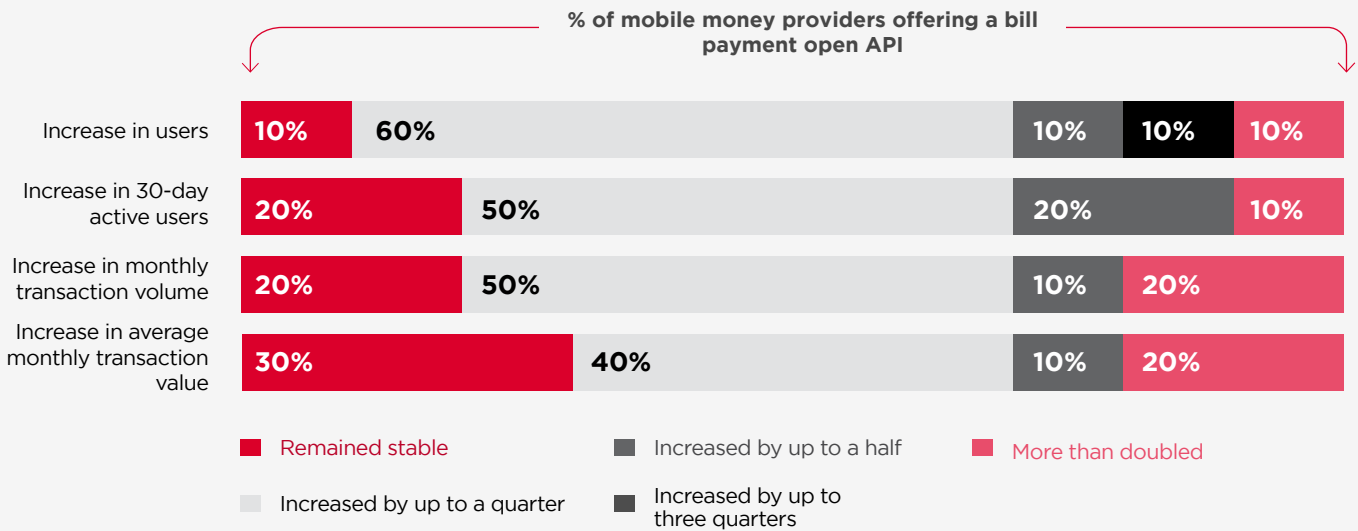 % of mobile money providers offering a bill
payment open API
Increase in users
10%
60%
10%
10%
10%
Increase in 30-day
active users
20%
50%
20%
10%
Increase in monthly
transaction volume
20%
50%
10%
20%
Increase in average
monthly transaction
value
30%
40%
10%
20%
Remained stable
Increased by up to a half
More than doubled
Increased by up to a quarter
Increased by up to
three quarters